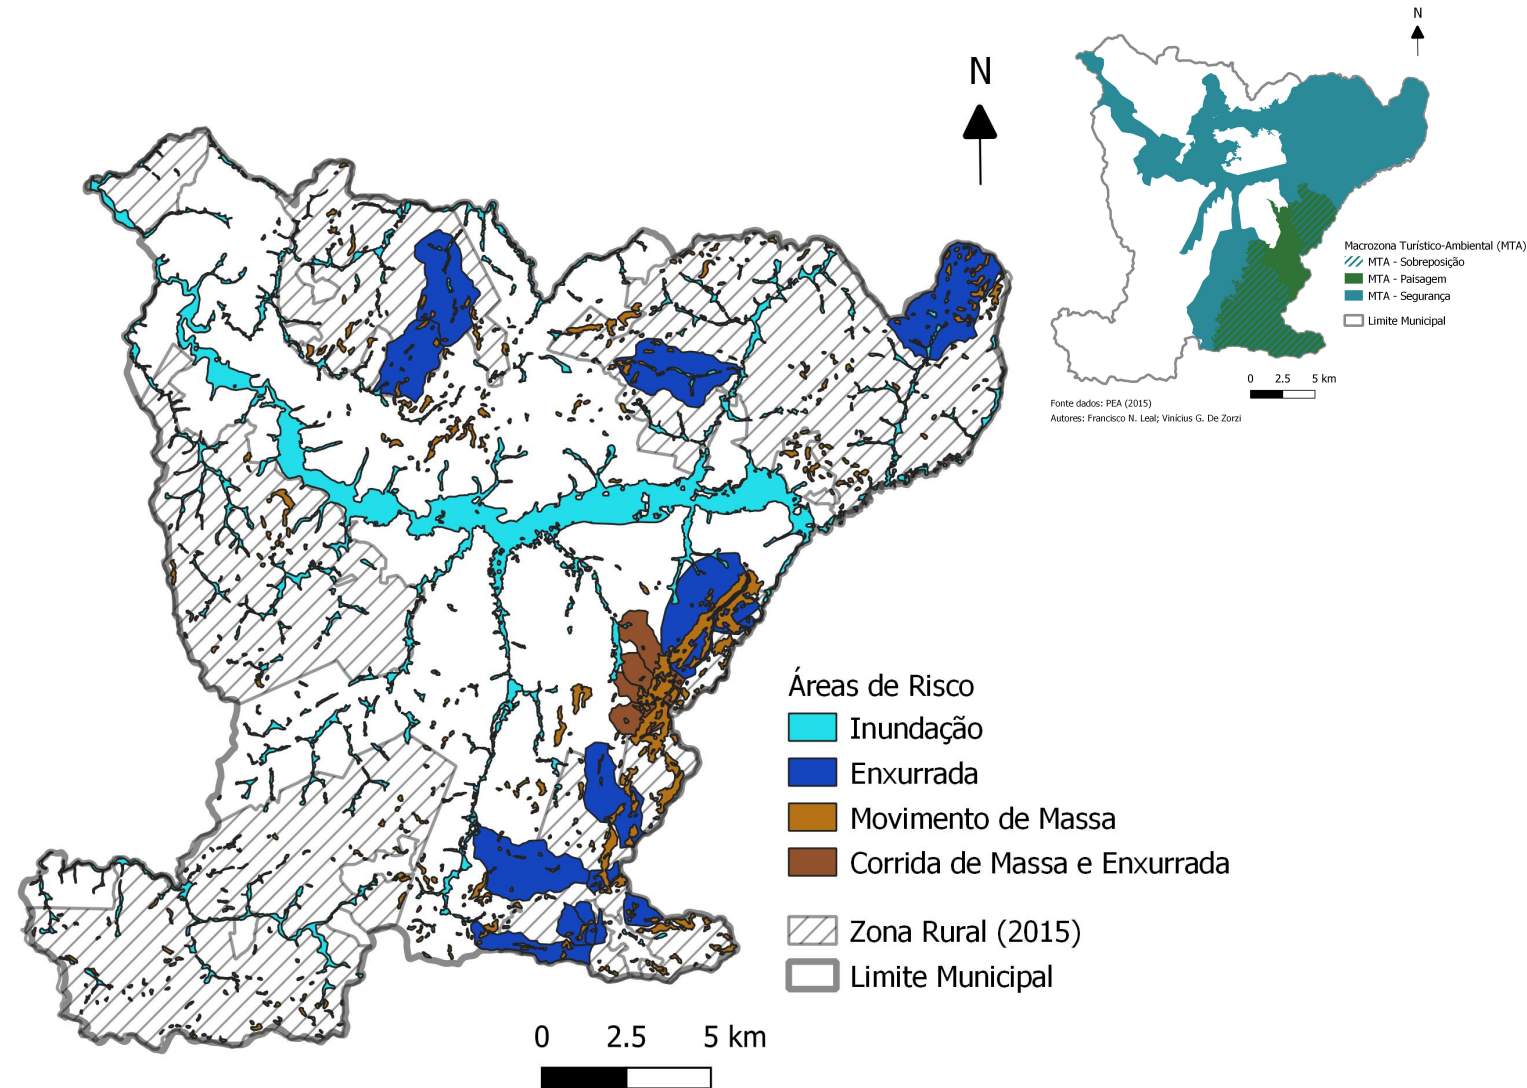 N
Áreas de Risco
Inundação
Enxurrada
Movimento de Massa
Corrida de Massa e Enxurrada
Zona Rural (2015)
Limite Municipal
0 2.5 5 km
N
Macrozona Turístico-Ambiental (MTA)
MTA - Sobreposição
MTA - Paisagem
MTA - Segurança
Limite Municipal
0 2.5 5 km
Fonte dados: PEA (2015)
Autores: Francisco N. Leal; Vinícius G. De Zorzi